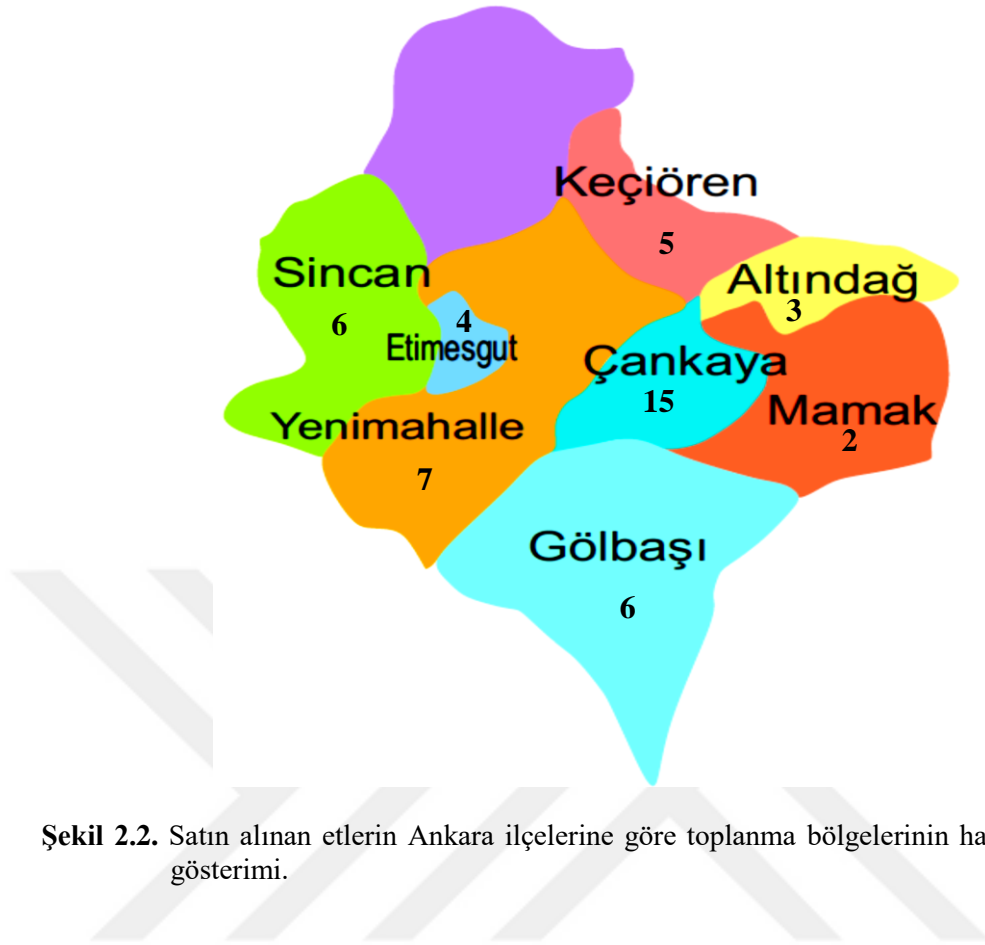 Keçiören
5
Sincan
6
Altındağ
3
4
Etimesgut
Çankaya
15
Mamak
2
Yenimahalle
7
Gölbaşı
6
Şekil 2.2. Satın alınan etlerin Ankara ilçelerine göre toplanma bölgelerinin ha
gösterimi.